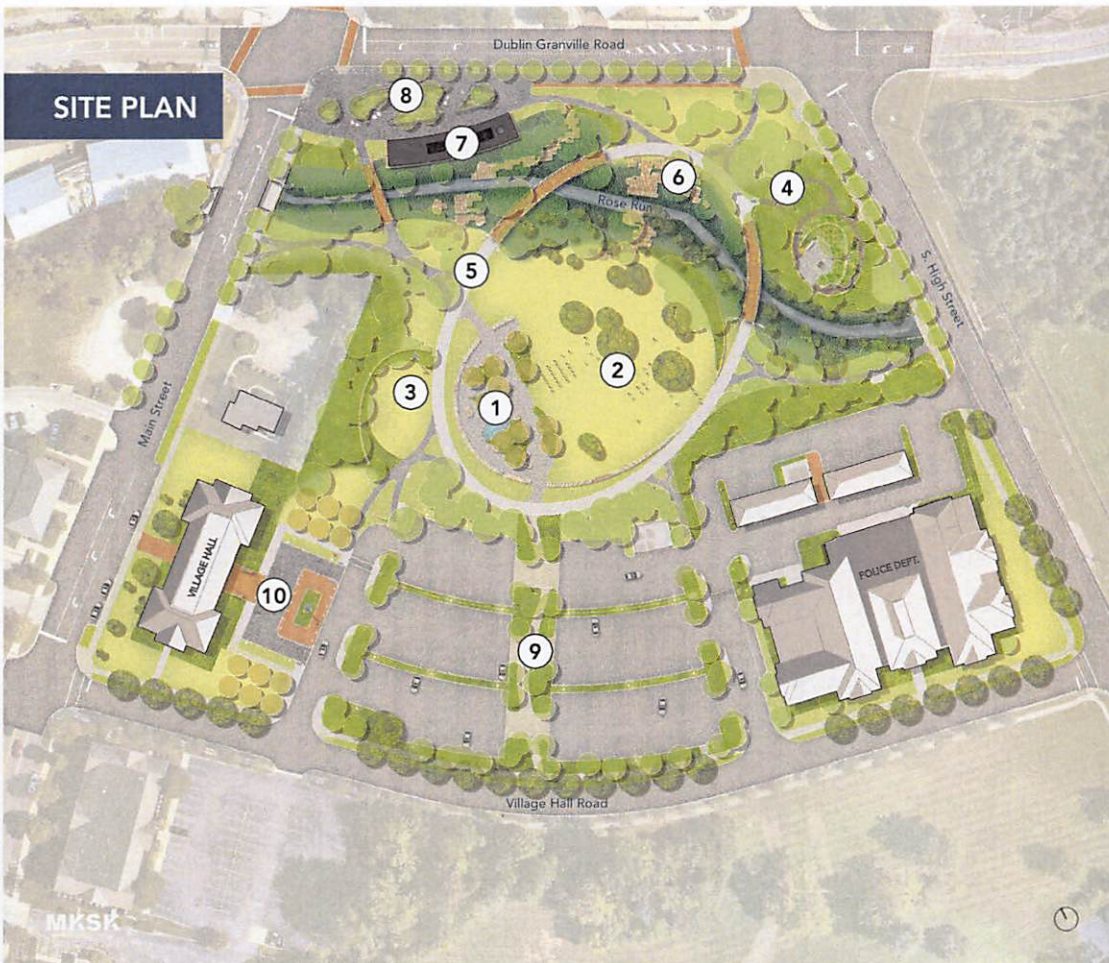 Dublin Granville Road
SITE PLAN
8
7
6
4
Rose Run
5
S. High Street
2
3
1
Main Street
VILLAGE HALL
POLICE DEPT.
10
9
Village Hall Road
MKSK